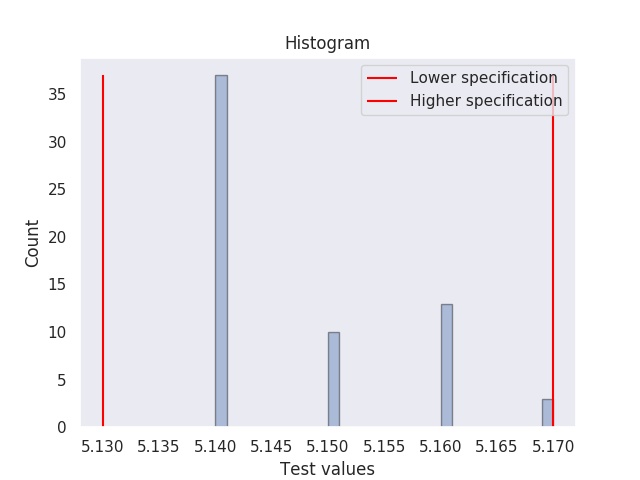 Histogram
Lower specification
Higher specification
35
30
25
20
15
10
5
0
Count
5.130 5.135 5.140 5.145 5.150 5.155 5.160 5.165 5.170
Test values